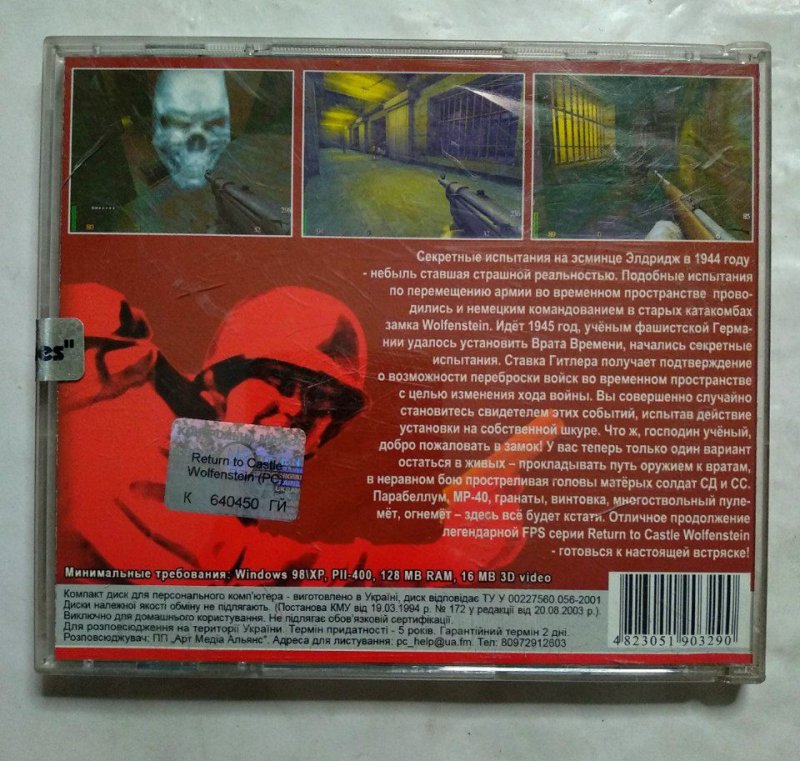 Секретные испытания на эсминце Элдридж в 1944 году
- небыль ставшая страшной реальностью. Подобные испытания
по перемещению армии во временном пространстве прово-
дились и немецким командованием в старых катакомбах
замка Wolfenstein. Идёт 1945 год, учёным фашистской Герма-
нии удалось установить Врата Времени, начались секретные
испытания. Ставка Гитлера получает подтверждение
о возможности переброски войск во временном пространстве
с целью изменения хода войны. Вы совершенно случайно
становитесь свидетелем этих событий, испытав действие
установки на собственной шкуре. Что ж, господин учёный,
добро пожаловать в замок! У вас теперь только один вариант
остаться в живых – прокладывать путь оружием к вратам,
в неравном бою простреливая головы матёрых солдат СД и СС.
Парабеллум, MP-40, гранаты, винтовка, многоствольный пуле-
мёт, огнемёт – здесь всё будет кстати. Отличное продолжение
легендарной FPS серии Return to Castle Wolfenstein
- готовься к настоящей встряске!
es"
Return to Castle
Wolfenstein (PC)
К 640450 ГЙ
Минимальные требования: Windows 98\XP, PII-400, 128 MB RAM, 16 MB 3D video
Компакт диск для персонального комп'ютера - виготовлено в Україні, диск відповідає ТУ У 00227560 056-2001
Диски належної якості обміну не підлягають. (Постанова КМУ від 19.03.1994 р. № 172 у редакції від 20.08.2003 р.).
Виключно для домашнього користування. Не підлягає обов'язковій сертифікації.
Для розповсюдження на території України. Термін придатності - 5 років. Гарантійний термін 2 дні.
Розповсюджувач: ПП „Арт Медіа Альянс". Адреса для листування: pc_help@ua.fm. Тел: 80972912603
4 823051 903290